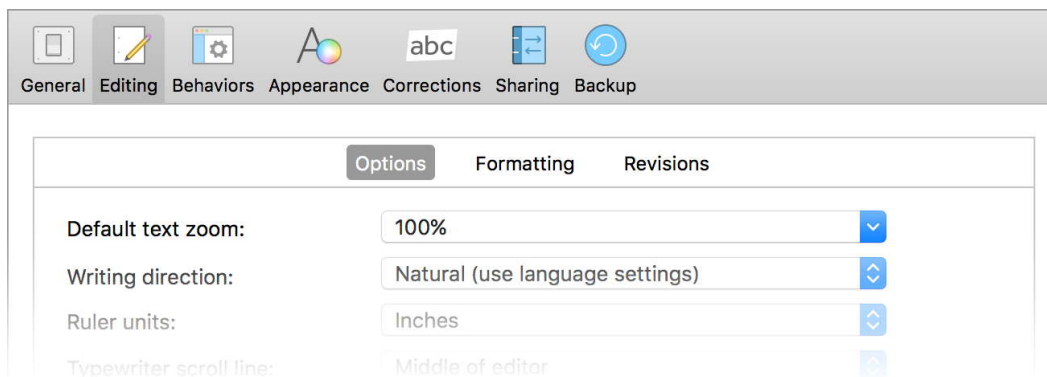 abc
General Editing Behaviors Appearance Corrections Sharing Backup
Options Formatting Revisions
Default text zoom: 100%
Writing direction: Natural (use language settings)
Ruler units: Inches
Typewriter scroll line: Middle of editor